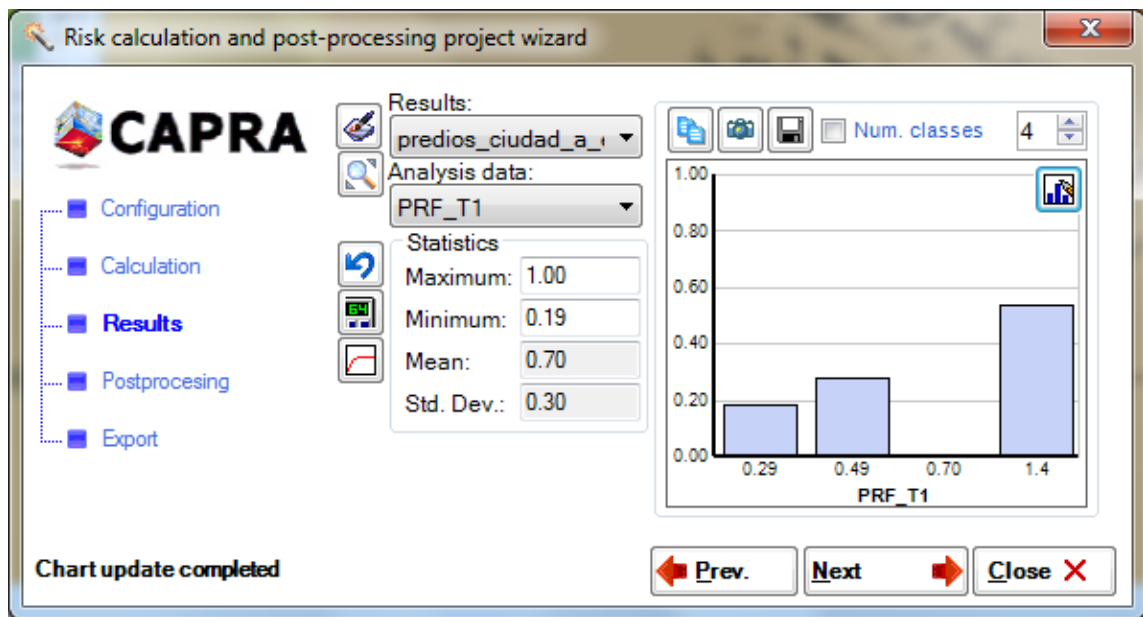 Risk calculation and post-processing project wizard
X
CAPRA
Configuration
Calculation
Results
Postprocesing
Export
Results:
predios_ciudad_a_
Analysis data:
PRF_T1
Statistics
Maximum: 1.00
Minimum: 0.19
Mean: 0.70
Std. Dev.: 0.30
Num. classes 4
1.00
0.80
0.60
0.40
0.20
0.00
0.29 0.49 0.70 1.4
PRF_T1
Chart update completed
Prev. Next Close